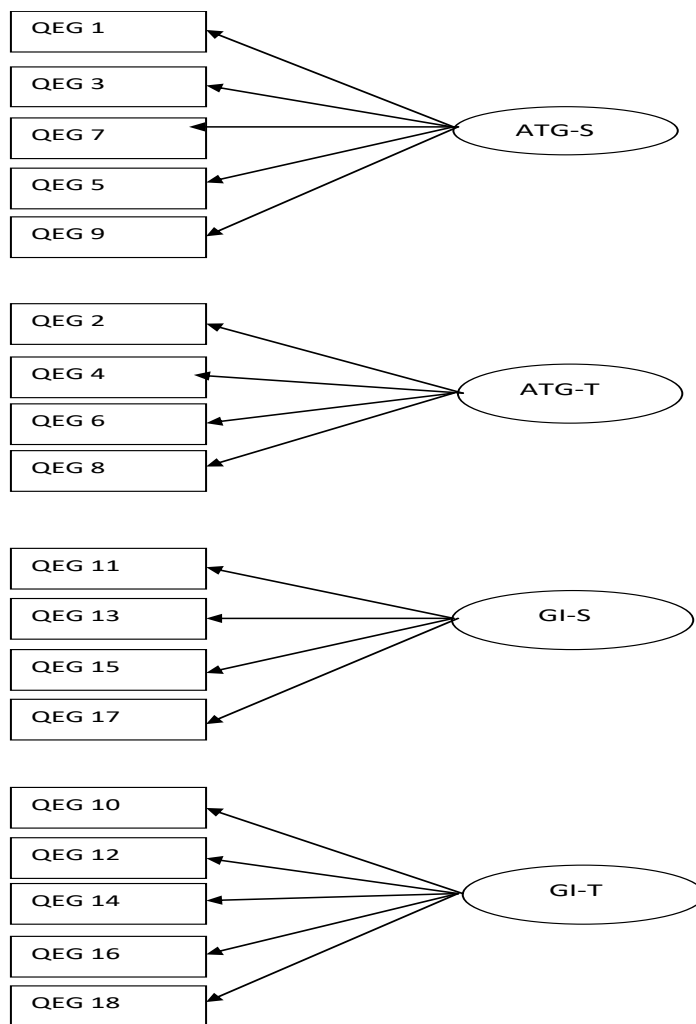 QEG 1
QEG 3
QEG 7
QEG 5
QEG 9
ATG-S
QEG 2
QEG 4
QEG 6
QEG 8
ATG-T
QEG 11
QEG 13
QEG 15
QEG 17
GI-S
QEG 10
QEG 12
QEG 14
QEG 16
QEG 18
GI-T